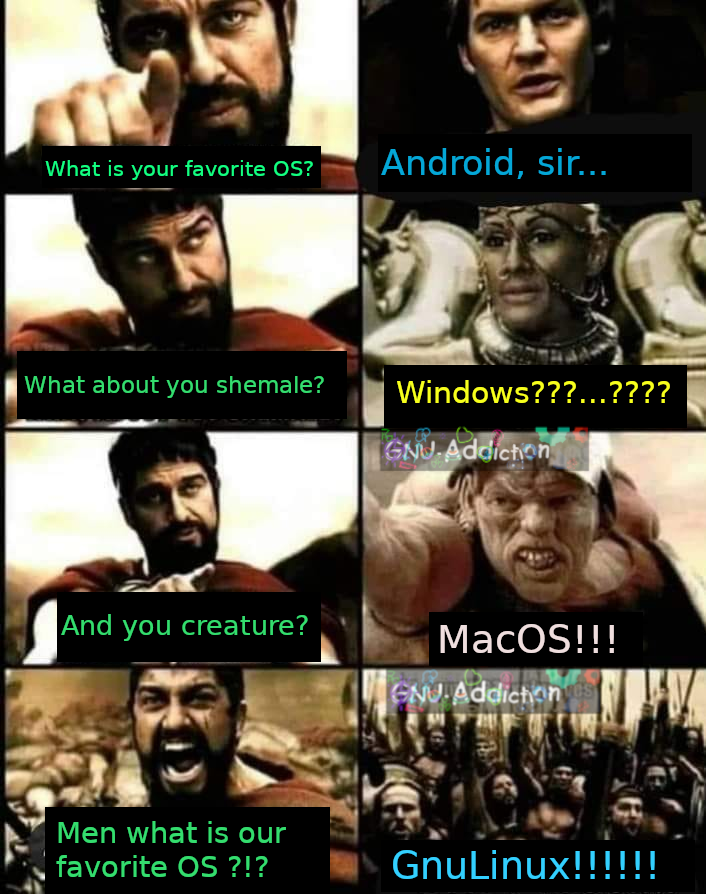 What is your favorite OS?
Android, sir...
What about you shemale?
Windows???...????
GNU-Addiction
And you creature?
MacOS!!!
GNU-Addiction
Men what is our
favorite OS ?!?
GnuLinux!!!!!!